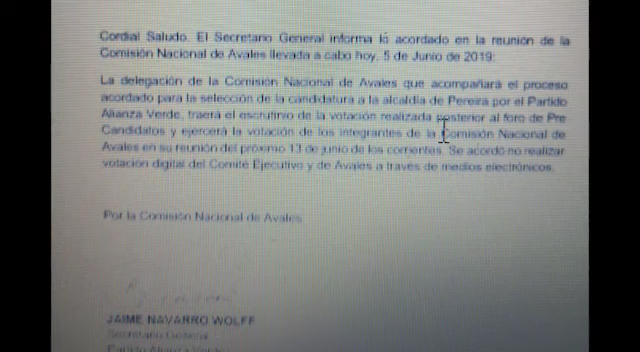 Cordial Saludo. El Secretario General informa lo acordado en la reunión de la
Comisión Nacional de Avales llevada a cabo hoy, 5 de Junio de 2019:
La delegación de la Comisión Nacional de Avales que acompañará el proceso
acordado para la selección de la candidatura a la alcaldía de Pereira por el Partido
Alianza Verde, traerá el escrutinio de la votación realizada posterior al foro de Pre
Candidatos y ejercerá la votación de los integrantes de la Comisión Nacional de
Avales en su reunión del próximo 13 de junio de los corrientes. Se acordó no realizar
votación digital del Comité Ejecutivo y de Avales a través de medios electrónicos.
Por la Comisión Nacional de Avales
JAIME NAVARRO WOLFF
Secretario General
Partido Alianza Verde